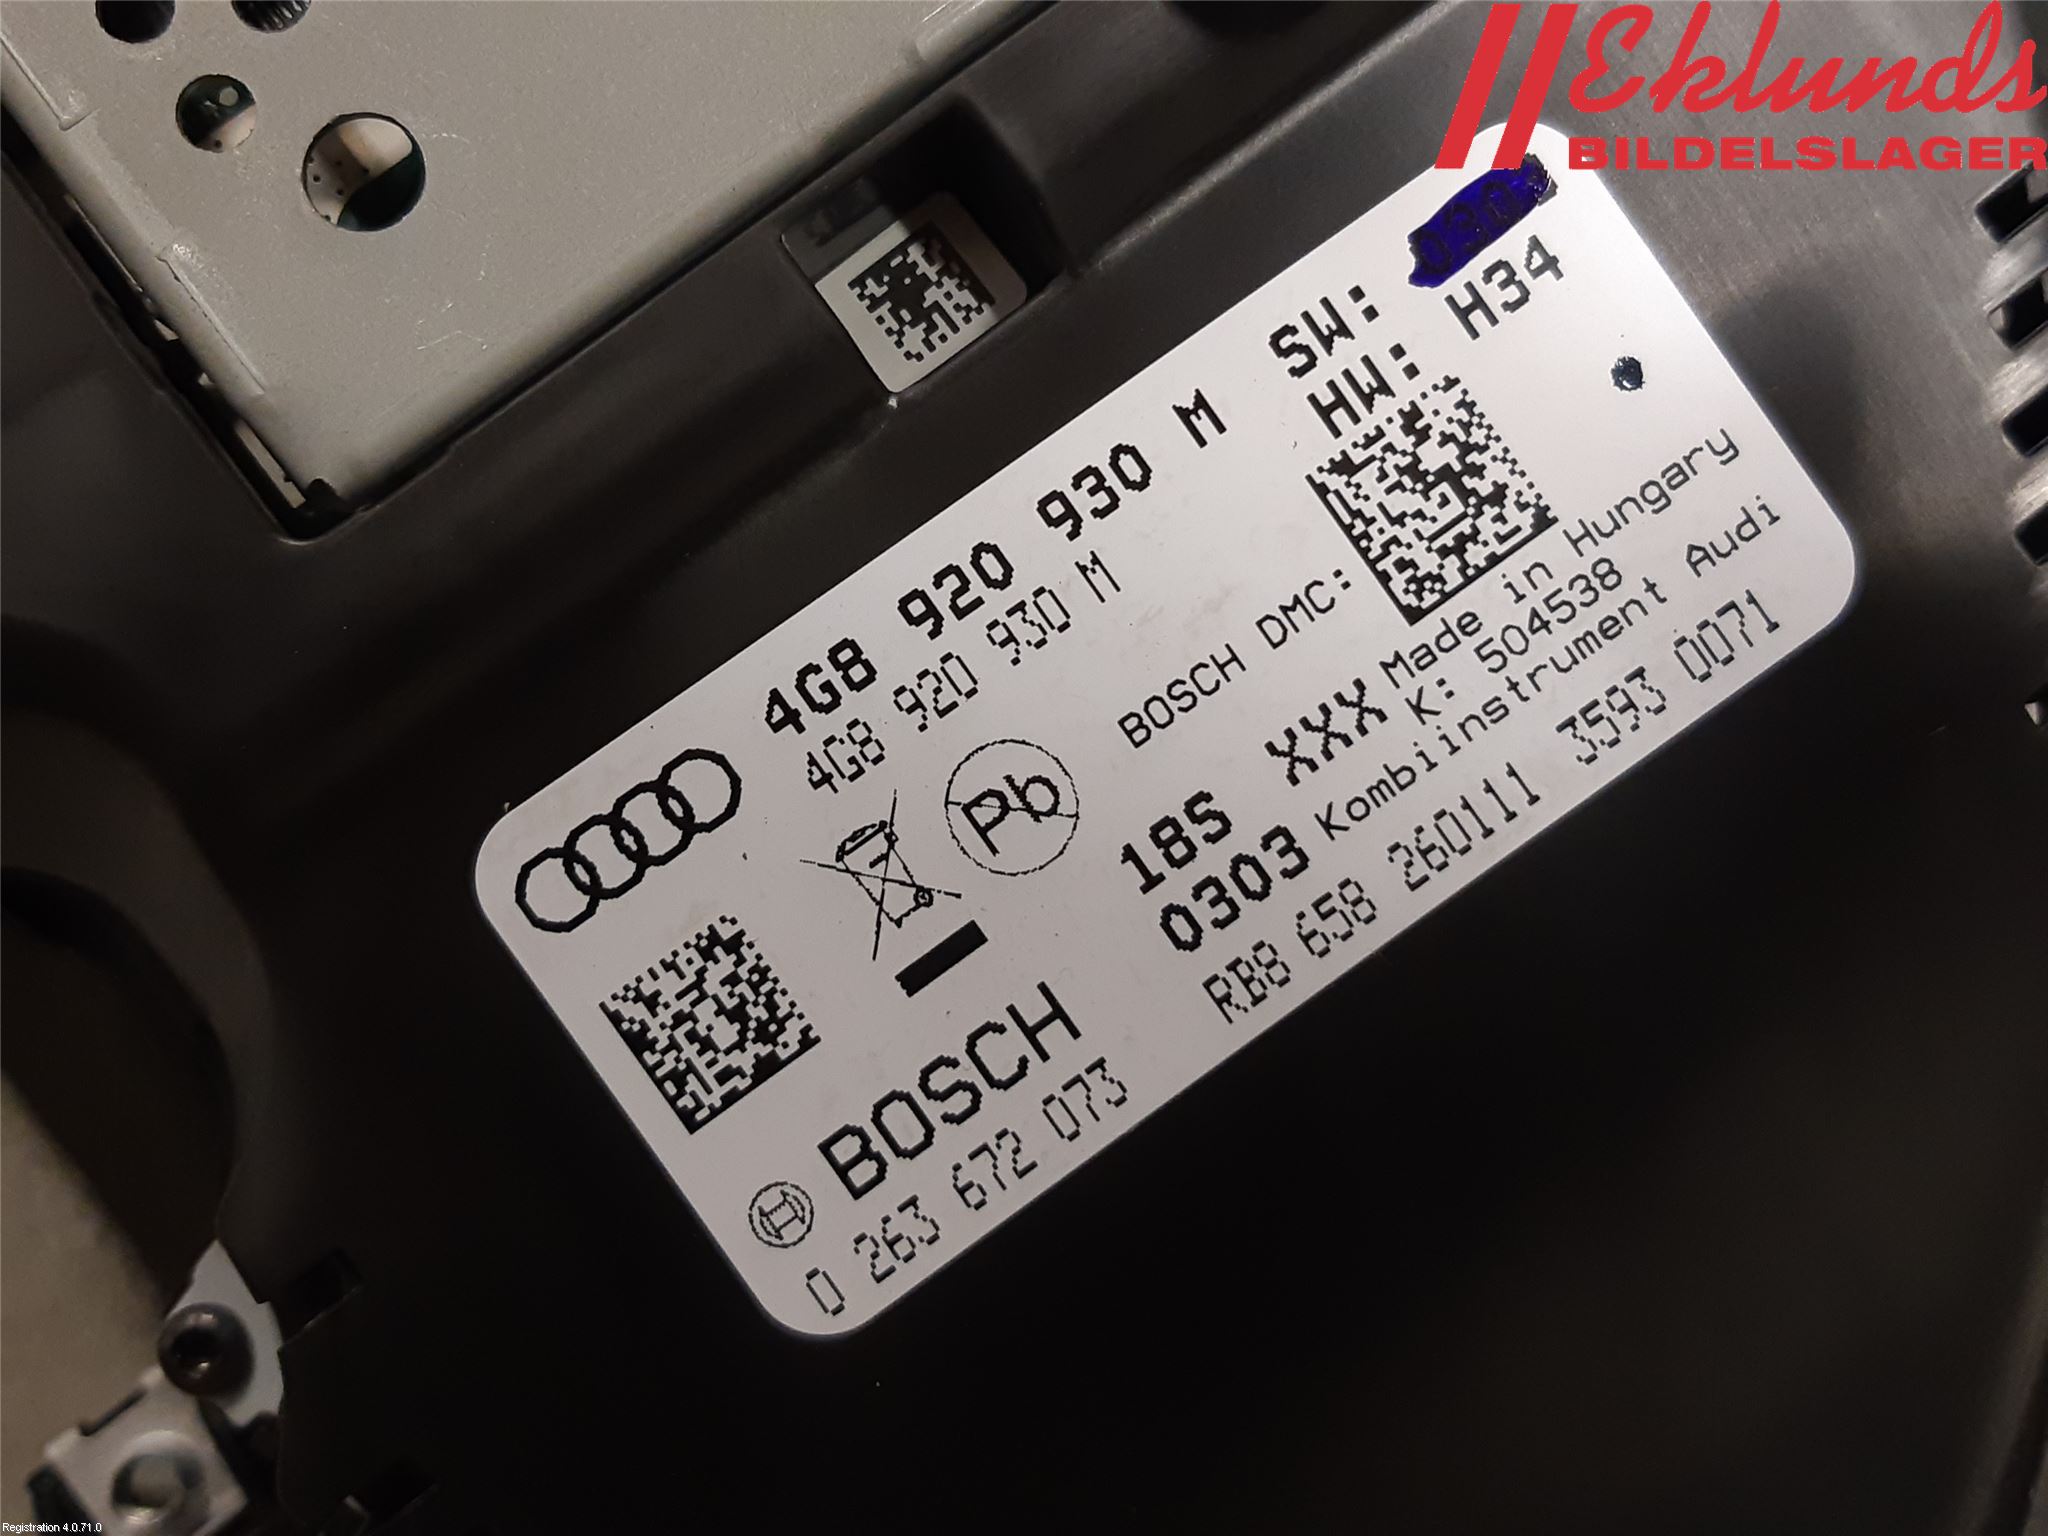 Eklunds
BILDELSLAGER
4G8 920 930 M
4G8 920 930 M
SW:
HW: H34
Pb
BOSCH DMC:
18S XXX
0303
Made in Hungary
K: 504538
Kombiinstrument Audi
RB8 658 260111 3593 0071
BOSCH
0 263 672 073
Registration 4.0.71.0